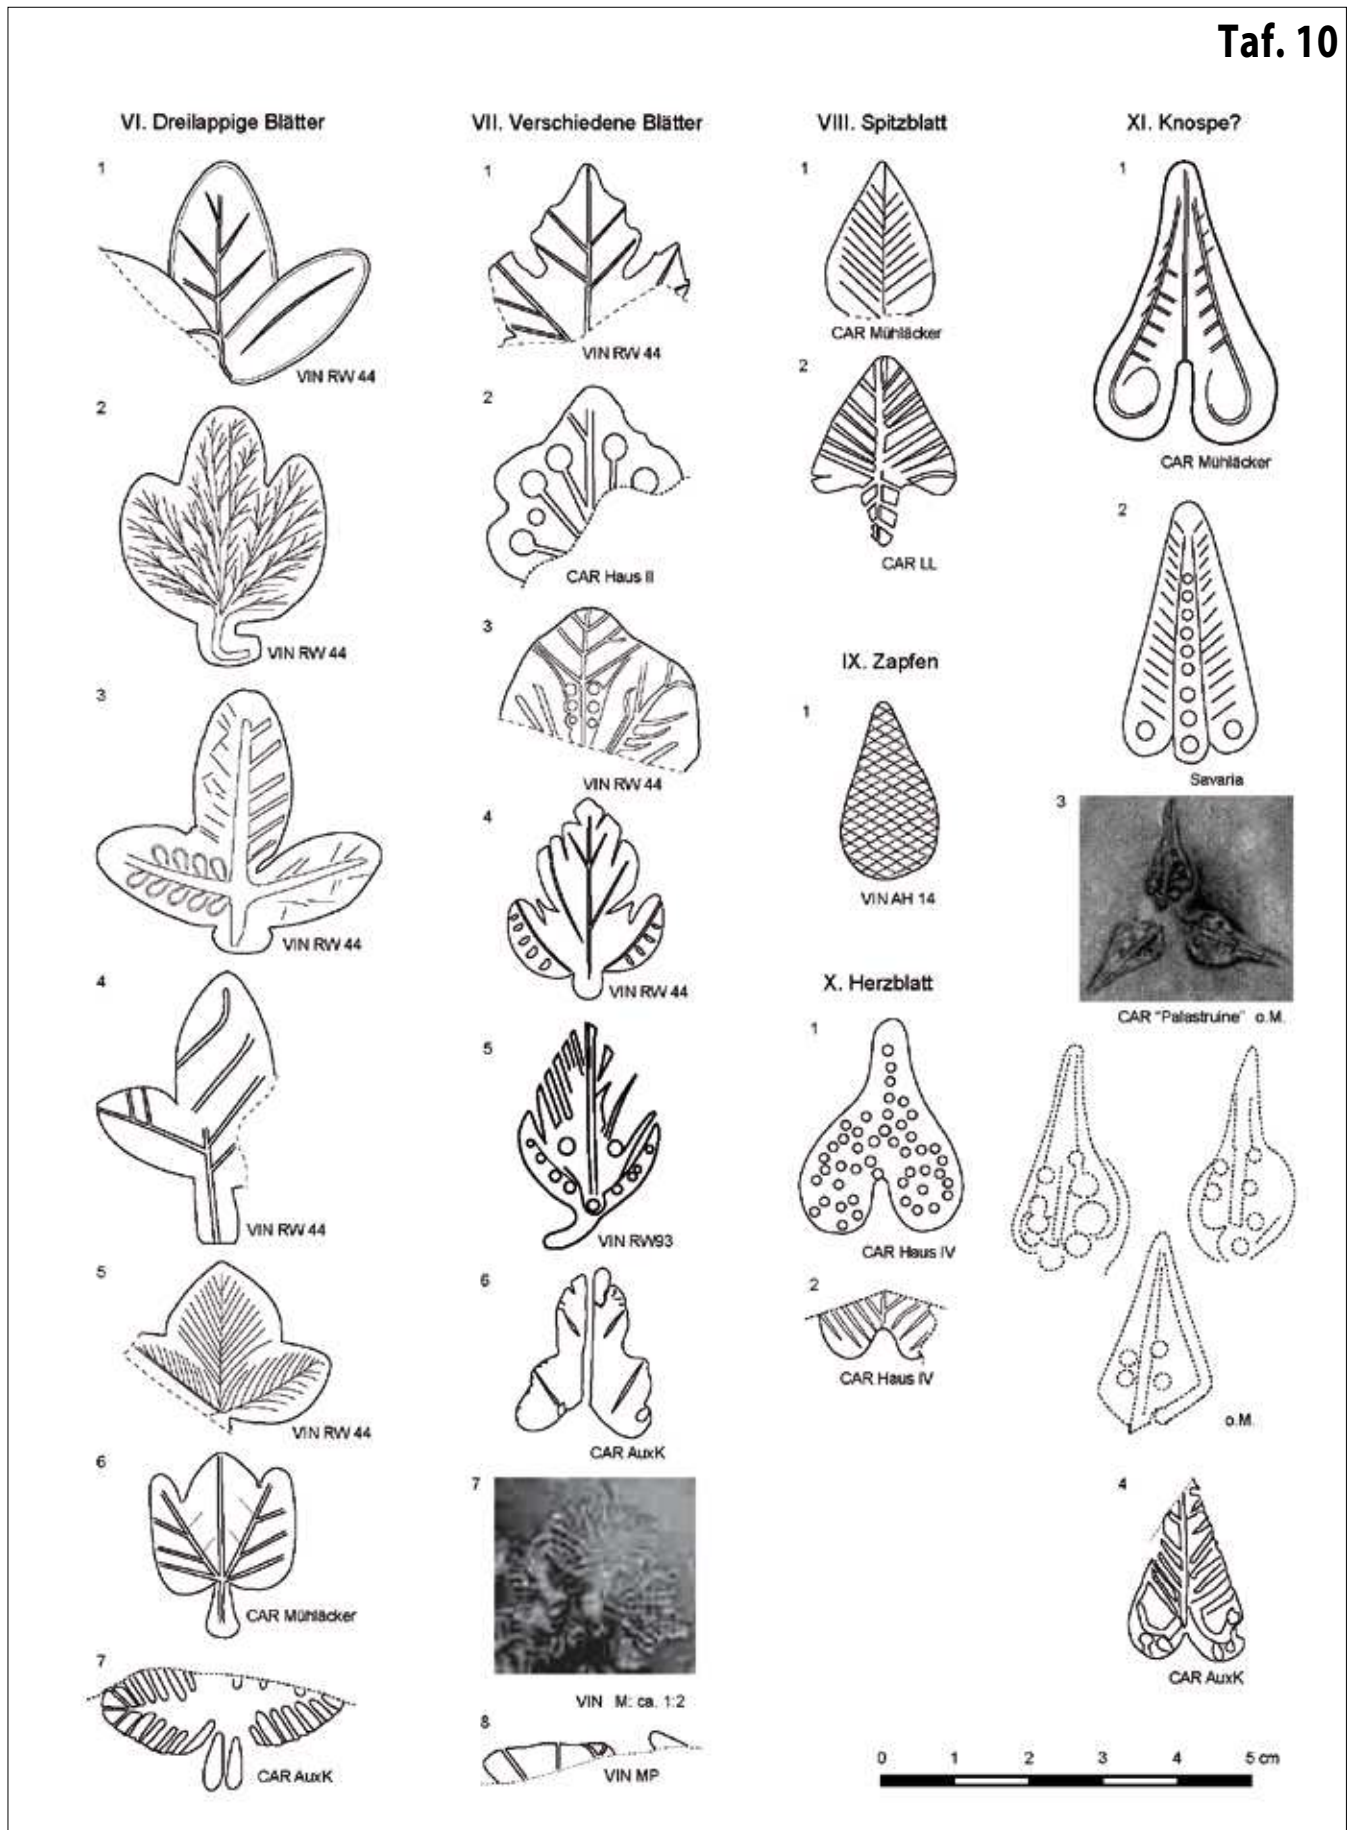 Taf. 10
VI. Dreilappige Blätter
1
VIN RW 44
2
VIN RW 44
3
VIN RW 44
4
VIN RW 44
5
VIN RW 44
6
CAR Mühläcker
7
CAR AuxK
VII. Verschiedene Blätter
1
VIN RW 44
2
CAR Haus II
3
VIN RW 44
4
VIN RW 44
5
VIN RW93
6
CAR AuxK
7
VIN M: ca. 1:2
8
VIN MP
VIII. Spitzblatt
1
CAR Mühläcker
2
CAR LL
IX. Zapfen
1
VIN AH 14
X. Herzblatt
1
CAR Haus IV
2
CAR Haus IV
XI. Knospe?
1
CAR Mühläcker
2
Savaria
3
CAR "Palastruine" o.M.
o.M.
4
CAR AuxK
0 1 2 3 4 5 cm